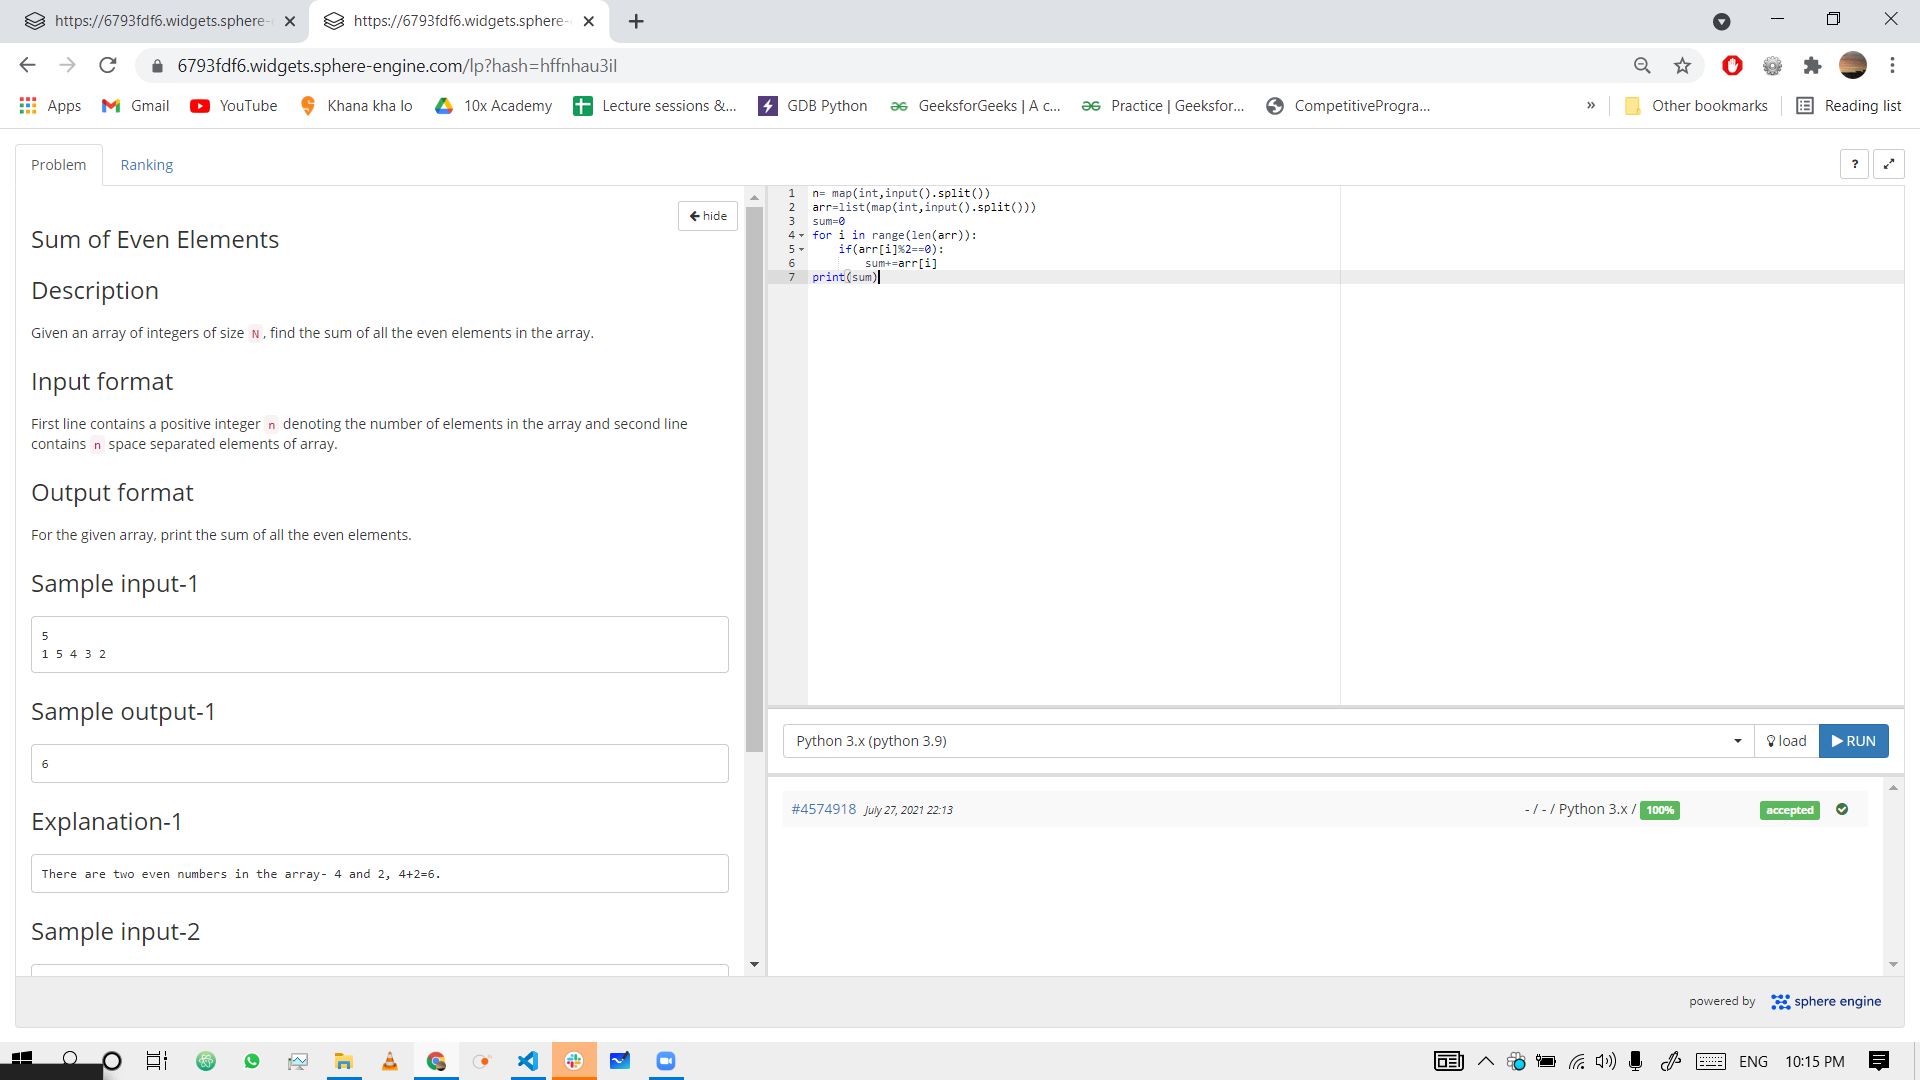 https://6793fdf6.widgets.sphere-
https://6793fdf6.widgets.sphere-
6793fdf6.widgets.sphere-engine.com/lp?hash=hffnhau3il
Apps Gmail YouTube Khana kha lo 10x Academy Lecture sessions &... GDB Python GeeksforGeeks | A c... Practice | Geeksfor... CompetitiveProgra... » Other bookmarks Reading list
Problem Ranking
?
hide
Sum of Even Elements
Description
Given an array of integers of size N, find the sum of all the even elements in the array.
Input format
First line contains a positive integer n denoting the number of elements in the array and second line
contains n space separated elements of array.
Output format
For the given array, print the sum of all the even elements.
Sample input-1
5
1 5 4 3 2
Sample output-1
6
Explanation-1
There are two even numbers in the array- 4 and 2, 4+2=6.
Sample input-2
1 n= map(int,input().split())
2 arr=list(map(int,input().split()))
3 sum=0
4 for i in range(len(arr)):
5 if(arr[i]%2==0):
6 sum+=arr[i]
7 print(sum)
Python 3.x (python 3.9) load RUN
#4574918 July 27, 2021 22:13 - / - / Python 3.x / 100% accepted
powered by sphere engine
ENG 10:15 PM